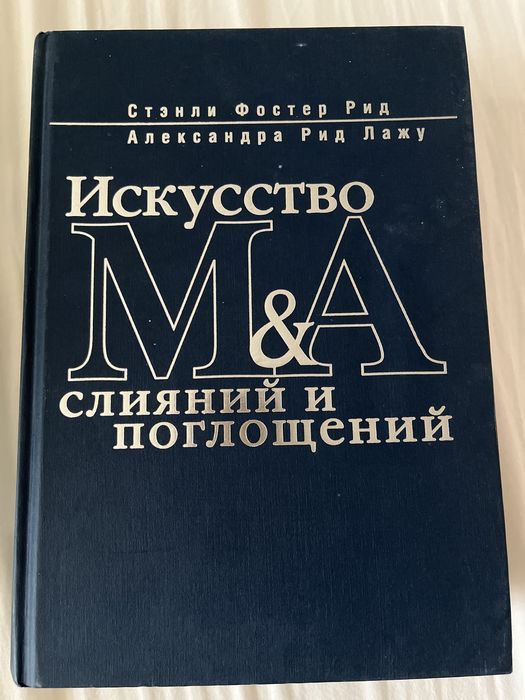 Стэнли Фостер Рид
Александра Рид Лажу
Искусство
M&A
слияний и
поглощений